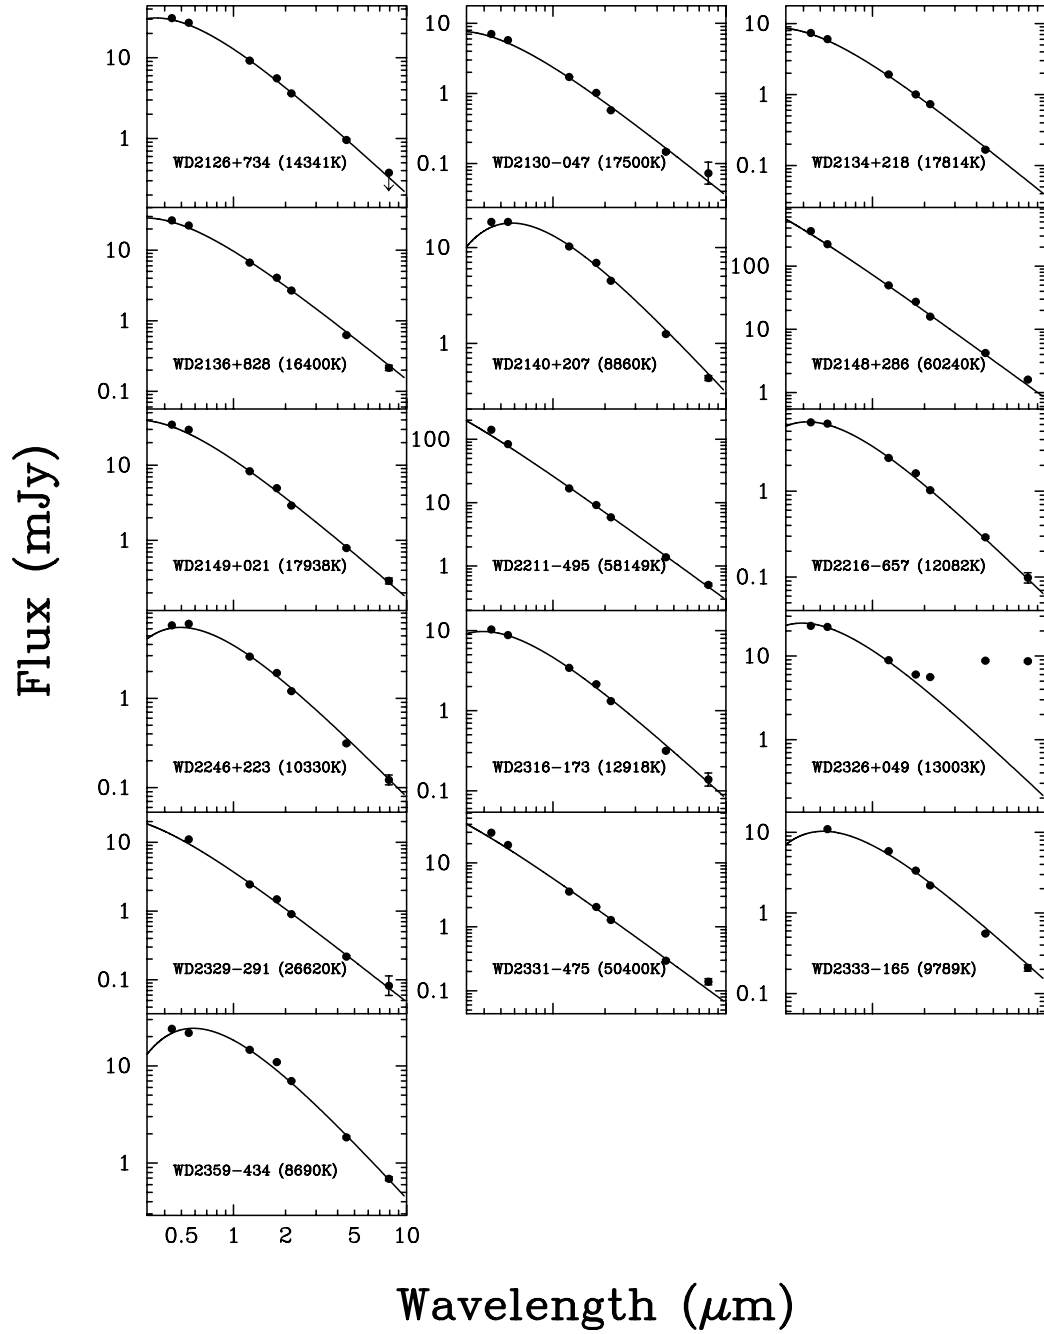 10
1
WD2126+734 (14341K)
10
1
0.1
WD2130−047 (17500K)
10
1
0.1
WD2134+218 (17814K)
10
1
0.1
WD2136+828 (16400K)
10
1
WD2140+207 (8860K)
100
10
1
WD2148+286 (60240K)
10
1
WD2149+021 (17938K)
100
10
1
WD2211−495 (58149K)
1
0.1
WD2216−657 (12082K)
1
0.1
WD2246+223 (10330K)
10
1
0.1
WD2316−173 (12918K)
10
1
WD2326+049 (13003K)
10
1
0.1
WD2329−291 (26620K)
10
1
0.1
WD2331−475 (50400K)
10
1
0.1
WD2333−165 (9789K)
10
1
WD2359−434 (8690K)
0.5 1 2 5 10
Flux (mJy)
Wavelength (μm)